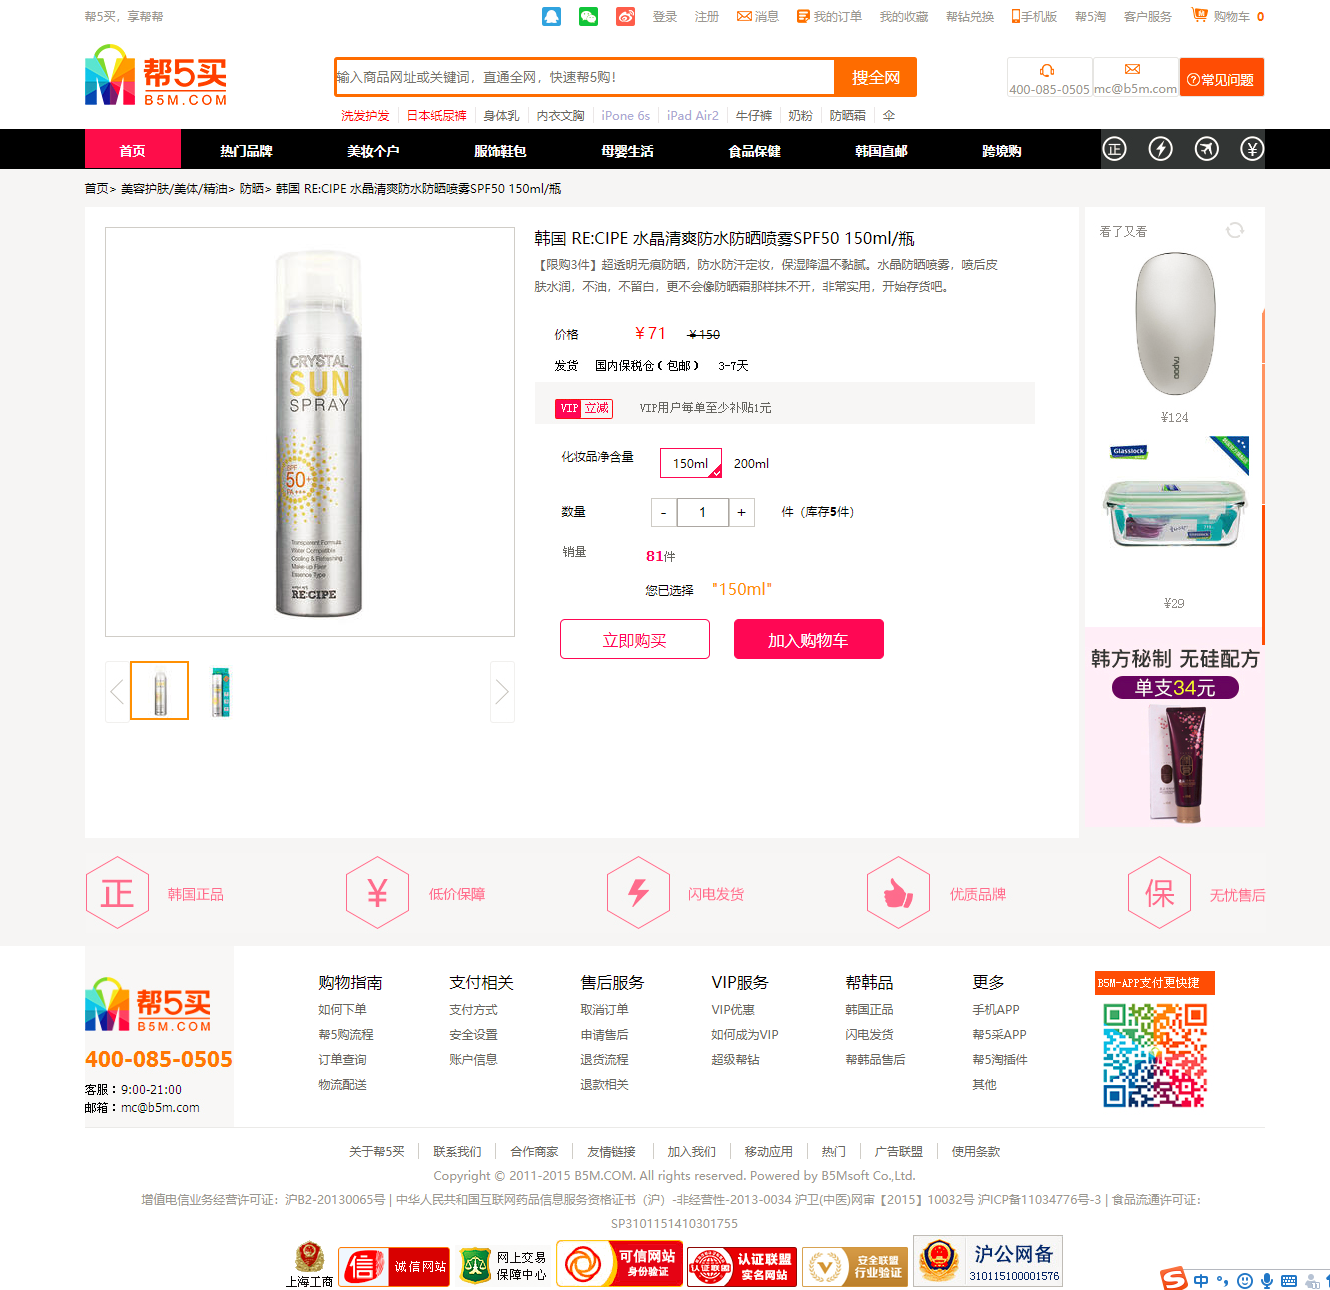 帮5买，享帮帮
登录 注册 消息 我的订单 我的收藏 帮钻兑换 手机版 帮5淘 客户服务 购物车 0
帮5买
B5M.COM
输入商品网址或关键词，直通全网，快速帮5购！ 搜全网
400-085-0505 mc@b5m.com 常见问题
洗发护发 日本纸尿裤 身体乳 内衣文胸 iPone 6s iPad Air2 牛仔裤 奶粉 防晒霜 伞
首页 热门品牌 美妆个户 服饰鞋包 母婴生活 食品保健 韩国直邮 跨境购 正 ¥
首页> 美容护肤/美体/精油> 防晒> 韩国 RE:CIPE 水晶清爽防水防晒喷雾SPF50 150ml/瓶
韩国 RE:CIPE 水晶清爽防水防晒喷雾SPF50 150ml/瓶
【限购3件】超透明无痕防晒，防水防汗定妆，保湿降温不黏腻。水晶防晒喷雾，喷后皮
肤水润，不油，不留白，更不会像防晒霜那样抹不开，非常实用，开始存货吧。
价格 ¥71 ¥150
发货 国内保税仓（包邮） 3-7天
VIP 立减 VIP用户每单至少补贴1元
化妆品净含量 150ml 200ml
数量 - 1 + 件（库存5件）
销量 81件
您已选择 "150ml"
立即购买 加入购物车
CRYSTAL
SUN
SPRAY
SPF
50+
PA+++
Transparent Formula
Water Compatible
Cooling & Refreshing
Make-up Fixer
Essence Type
RE:CIPE
看了又看
rapoo
¥124
Glasslock
¥29
韩方秘制 无硅配方
单支34元
正 韩国正品 ¥ 低价保障 闪电发货 优质品牌 保 无忧售后
帮5买
B5M.COM
400-085-0505
客服：9:00-21:00
邮箱：mc@b5m.com
购物指南
如何下单
帮5购流程
订单查询
物流配送
支付相关
支付方式
安全设置
账户信息
售后服务
取消订单
申请售后
退货流程
退款相关
VIP服务
VIP优惠
如何成为VIP
超级帮钻
帮韩品
韩国正品
闪电发货
帮韩品售后
更多
手机APP
帮5采APP
帮5淘插件
其他
B5M-APP支付更快捷
关于帮5买 联系我们 合作商家 友情链接 加入我们 移动应用 热门 广告联盟 使用条款
Copyright © 2011-2015 B5M.COM. All rights reserved. Powered by B5Msoft Co.,Ltd.
增值电信业务经营许可证：沪B2-20130065号 | 中华人民共和国互联网药品信息服务资格证书（沪）-非经营性-2013-0034 沪卫(中医)网审【2015】10032号 沪ICP备11034776号-3 | 食品流通许可证：
SP3101151410301755
上海工商
信 诚信网站
网上交易
保障中心
可信网站
身份验证
认证联盟
认证联盟
实名网站
安全联盟
行业验证
沪公网备
310115100001576
中